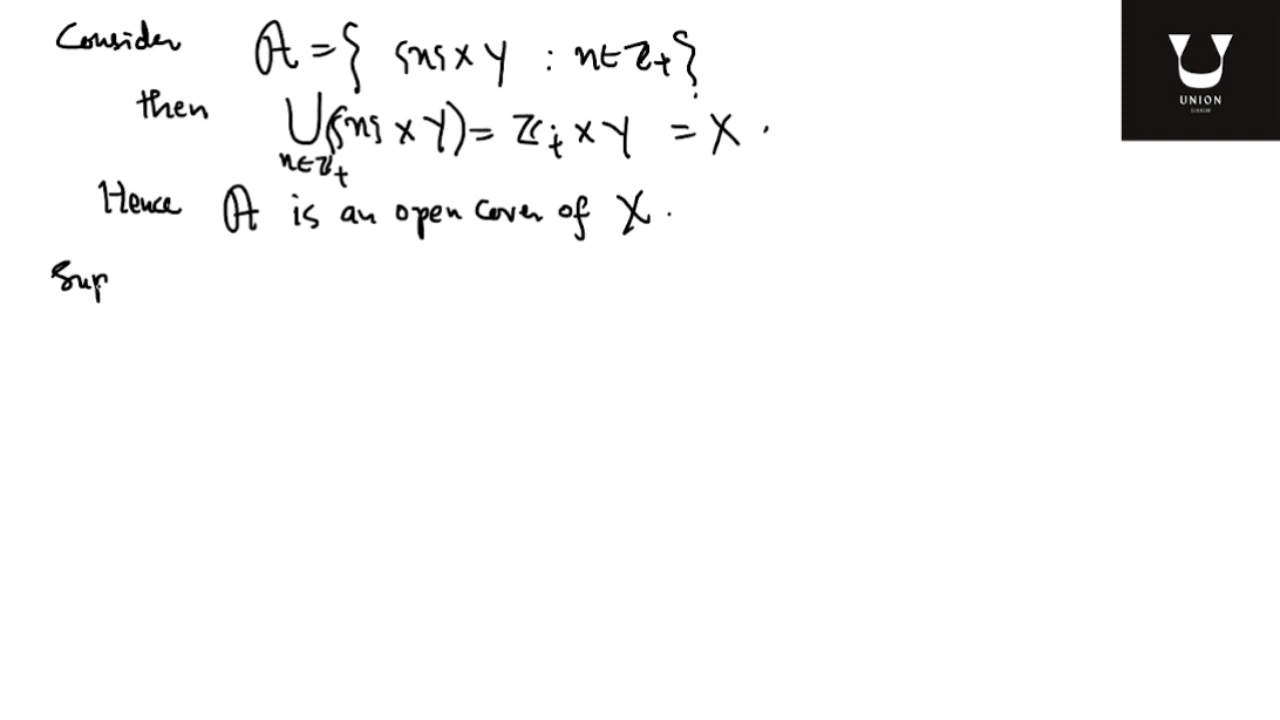 Consider 𝒜 = { {n} × Y : n ∈ ℤ₊ }.
then ⋃_{n∈ℤ₊} ({n} × Y) = ℤ₊ × Y = X .
Hence 𝒜 is an open cover of X .
Sup
UNION